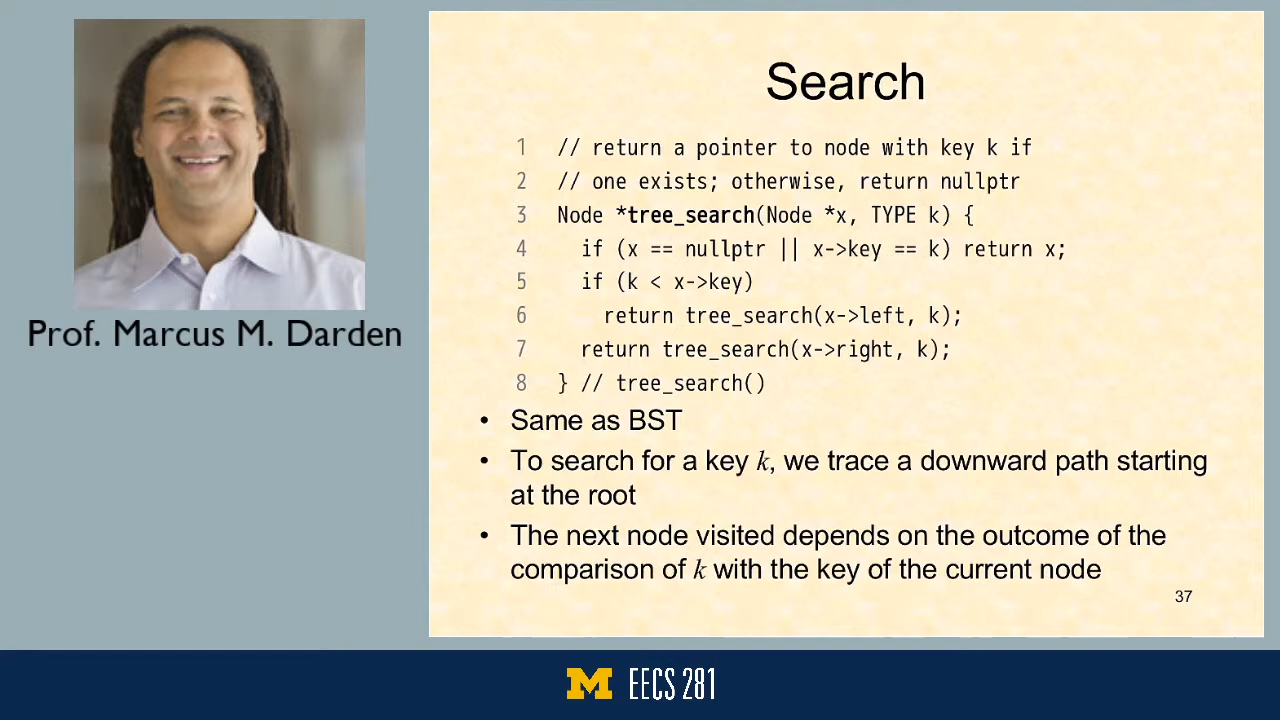 Prof. Marcus M. Darden
Search
1 // return a pointer to node with key k if
2 // one exists; otherwise, return nullptr
3 Node *tree_search(Node *x, TYPE k) {
4 if (x == nullptr || x->key == k) return x;
5 if (k < x->key)
6 return tree_search(x->left, k);
7 return tree_search(x->right, k);
8 } // tree_search()
• Same as BST
• To search for a key k, we trace a downward path starting
at the root
• The next node visited depends on the outcome of the
comparison of k with the key of the current node
37
M EECS 281